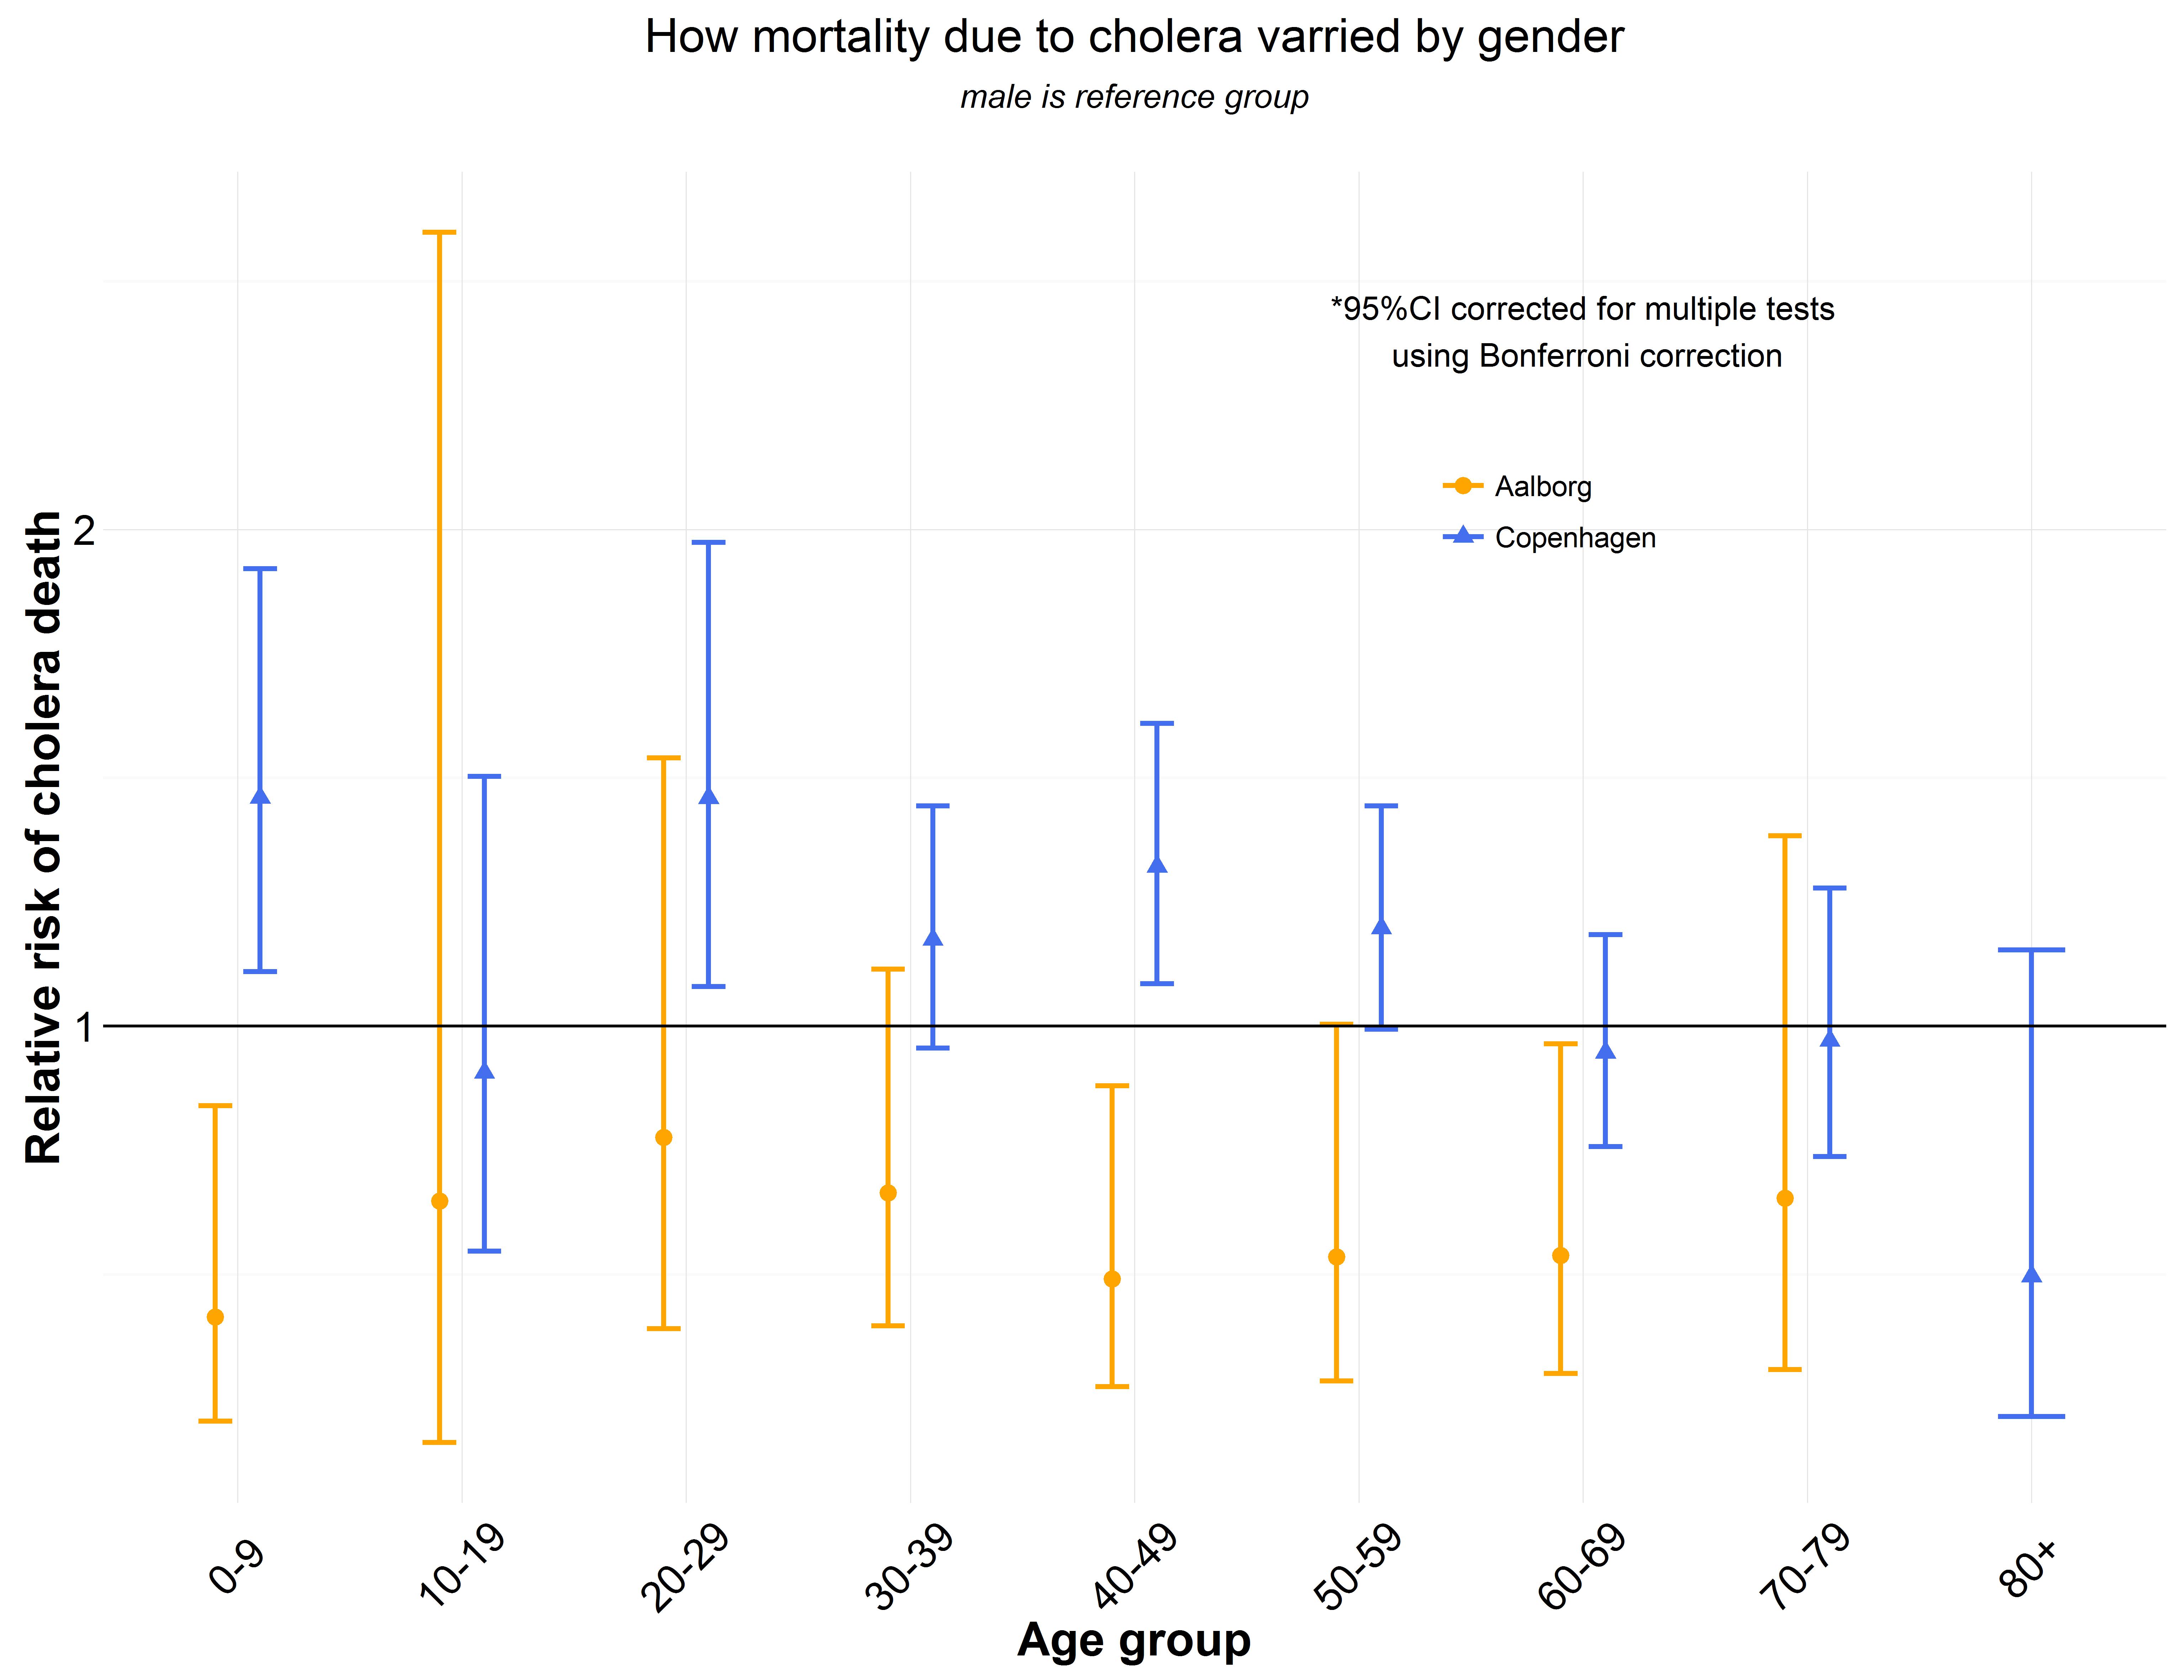 How mortality due to cholera varried by gender
male is reference group
*95%CI corrected for multiple tests
using Bonferroni correction
Aalborg
Copenhagen
Relative risk of cholera death
2
1
0-9
10-19
20-29
30-39
40-49
50-59
60-69
70-79
80+
Age group